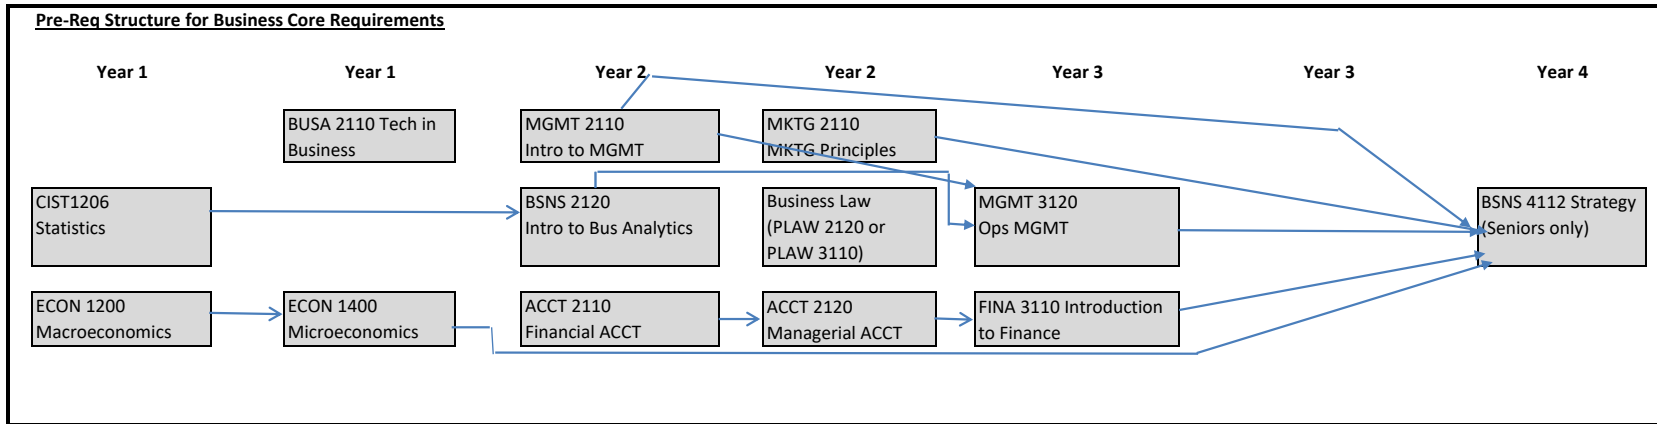 Pre-Req Structure for Business Core Requirements
Year 1
Year 1
Year 2
Year 2
Year 3
Year 3
Year 4
BUSA 2110 Tech in
Business
MGMT 2110
Intro to MGMT
MKTG 2110
MKTG Principles
CIST1206
Statistics
BSNS 2120
Intro to Bus Analytics
Business Law
(PLAW 2120 or
PLAW 3110)
MGMT 3120
Ops MGMT
BSNS 4112 Strategy
(Seniors only)
ECON 1200
Macroeconomics
ECON 1400
Microeconomics
ACCT 2110
Financial ACCT
ACCT 2120
Managerial ACCT
FINA 3110 Introduction
to Finance